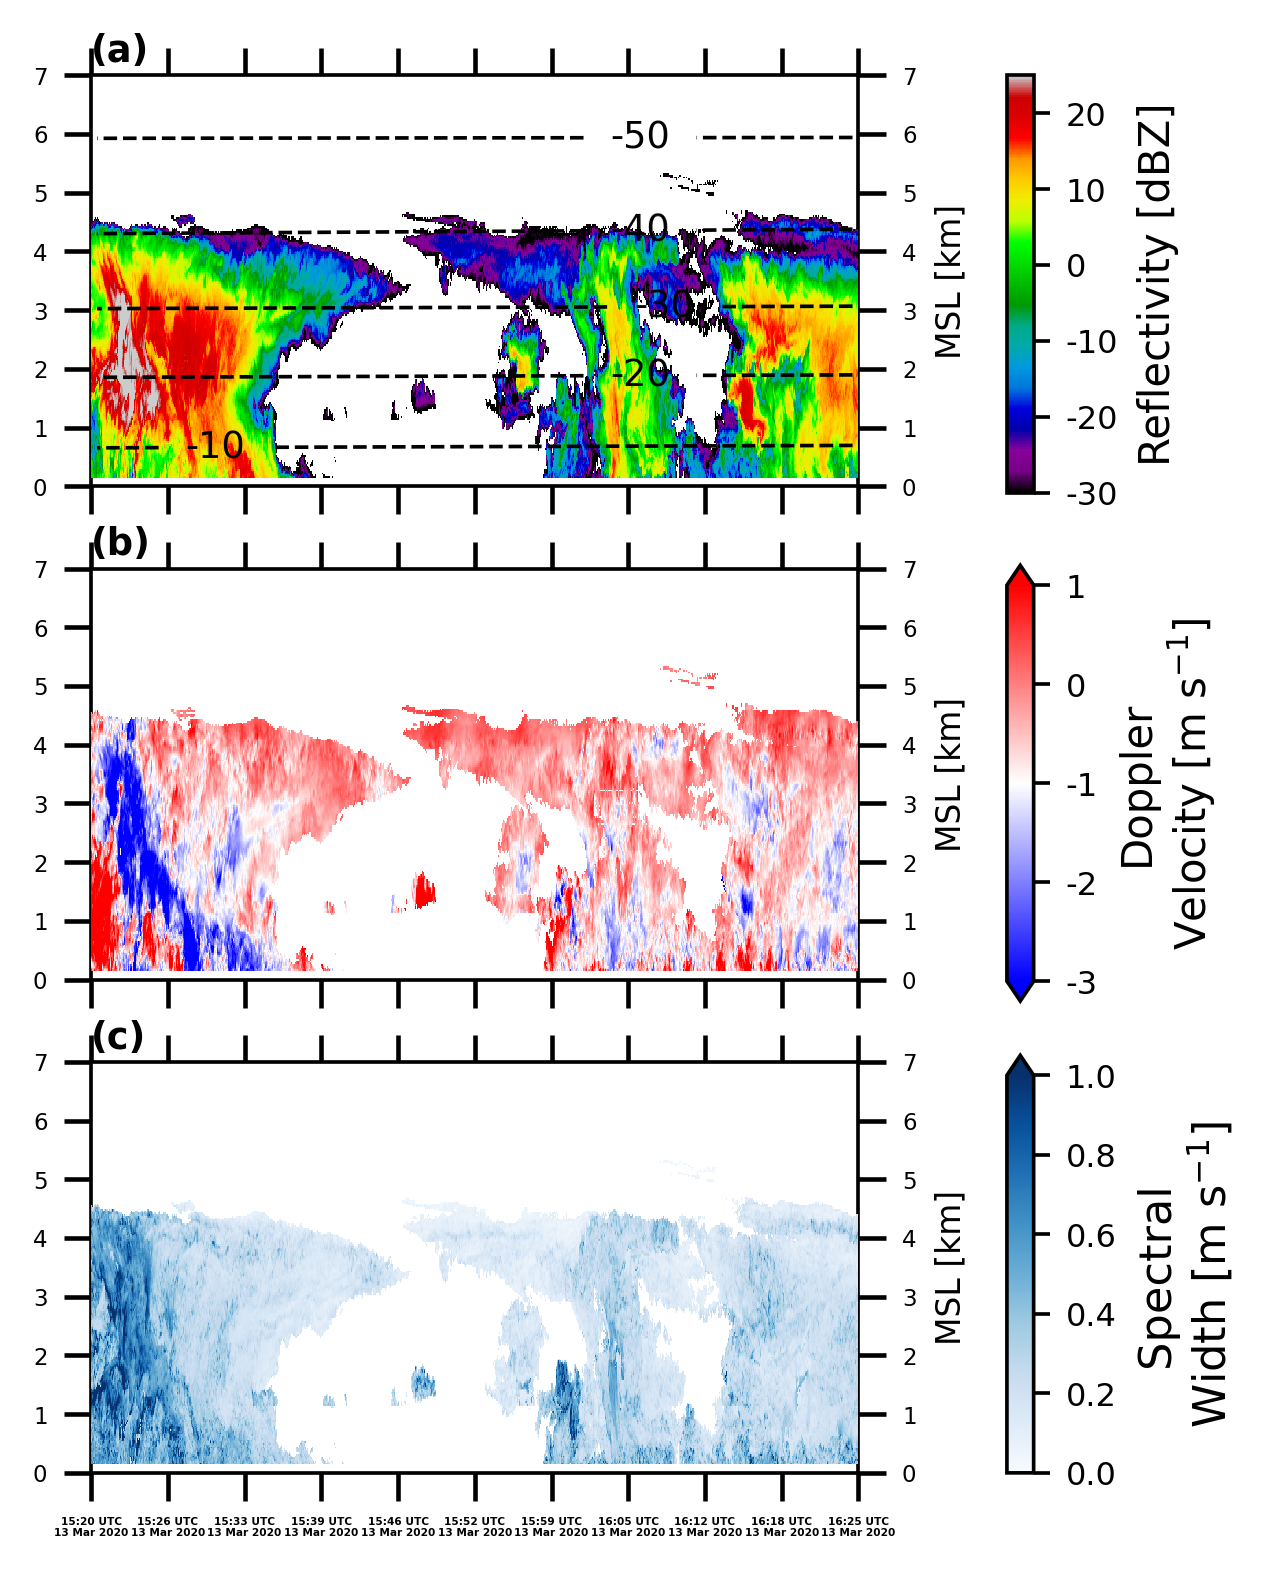 (a)
7
6
5
4
3
2
1
0
-50
-40
-30
-20
-10
7
6
5
4
3
2
1
0
MSL [km]
20
10
0
-10
-20
-30
Reflectivity [dBZ]
(b)
7
6
5
4
3
2
1
0
7
6
5
4
3
2
1
0
MSL [km]
1
0
-1
-2
-3
Doppler
Velocity [m s⁻¹]
(c)
7
6
5
4
3
2
1
0
7
6
5
4
3
2
1
0
MSL [km]
1.0
0.8
0.6
0.4
0.2
0.0
Spectral
Width [m s⁻¹]
15:20 UTC
13 Mar 2020
15:26 UTC
13 Mar 2020
15:33 UTC
13 Mar 2020
15:39 UTC
13 Mar 2020
15:46 UTC
13 Mar 2020
15:52 UTC
13 Mar 2020
15:59 UTC
13 Mar 2020
16:05 UTC
13 Mar 2020
16:12 UTC
13 Mar 2020
16:18 UTC
13 Mar 2020
16:25 UTC
13 Mar 2020